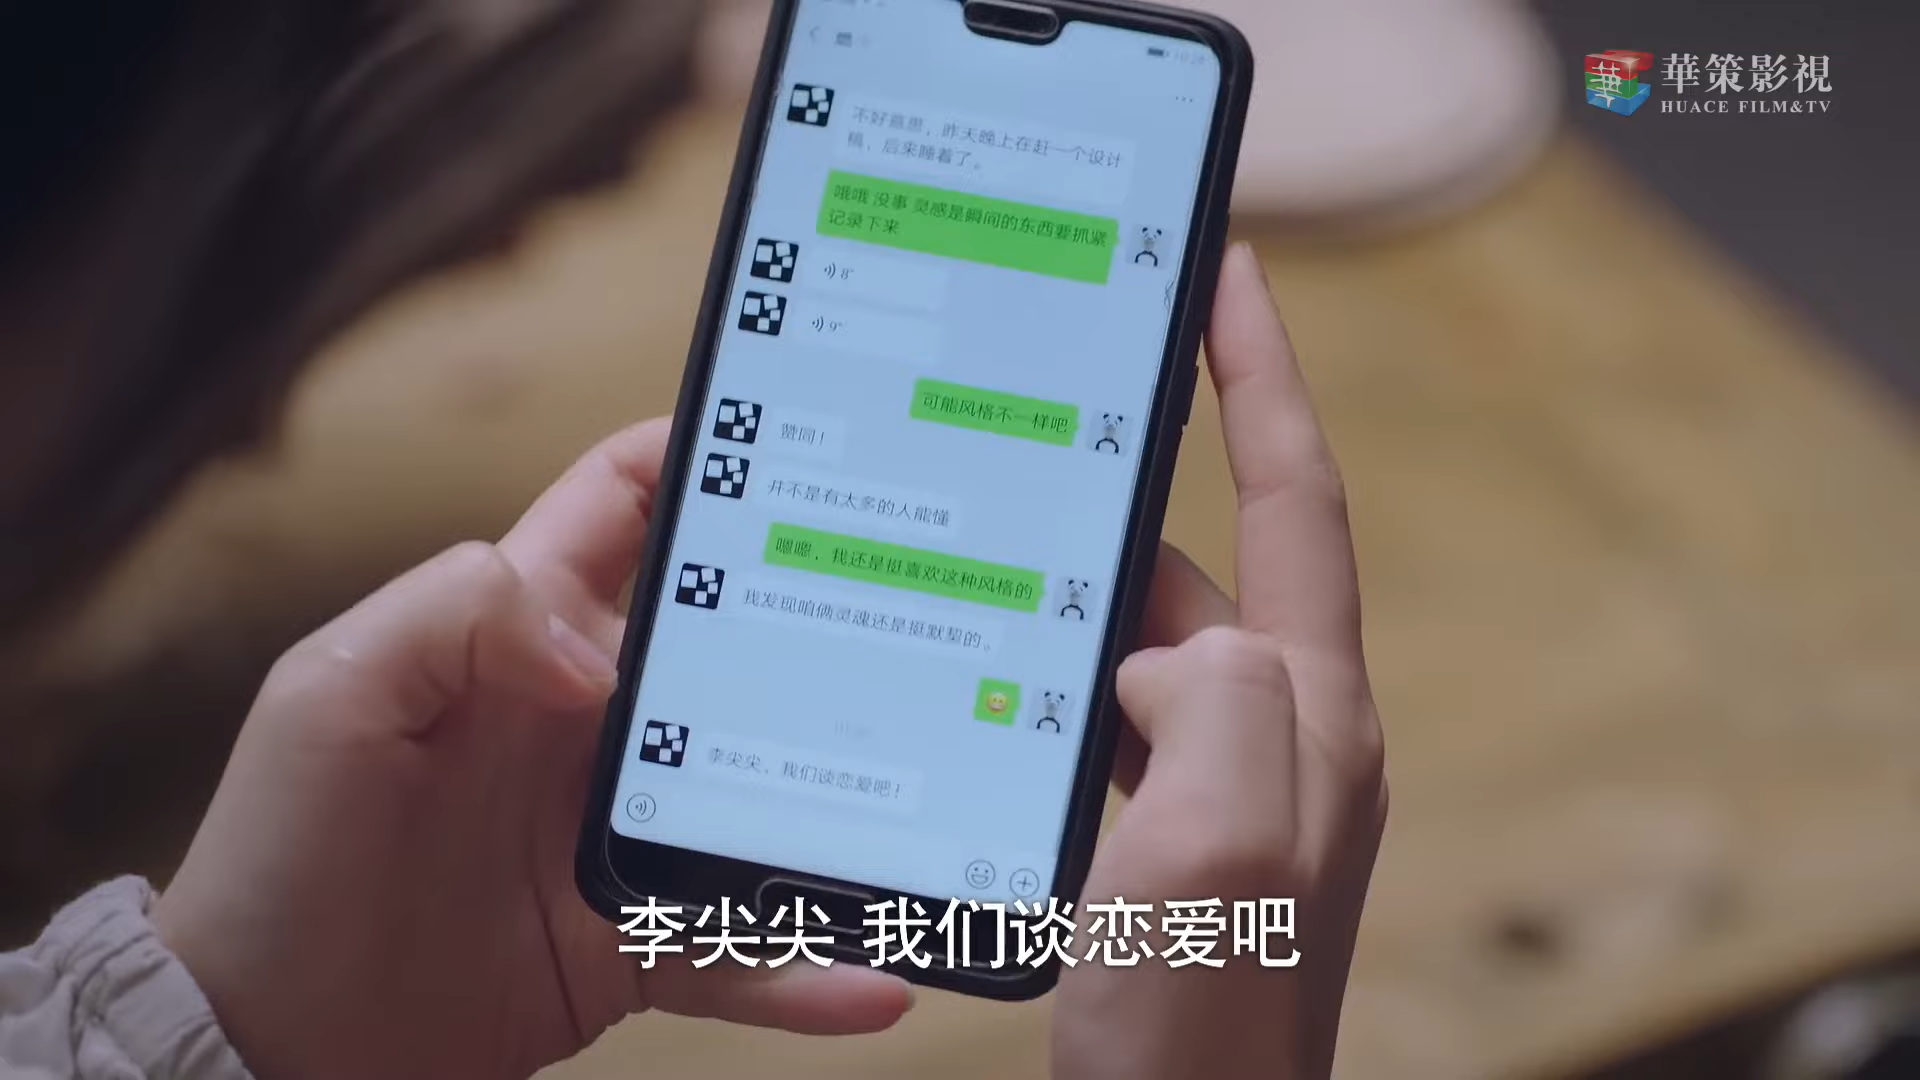 華策影視
HUACE FILM&TV
不好意思，昨天晚上在赶一个设计
稿，后来睡着了。
哦哦 没事 灵感是瞬间的东西要抓紧
记录下来
8"
9"
可能风格不一样吧
赞同！
并不是有太多的人能懂
嗯嗯，我还是挺喜欢这种风格的
我发现咱俩灵魂还是挺默契的。
李尖尖，我们谈恋爱吧！
李尖尖 我们谈恋爱吧